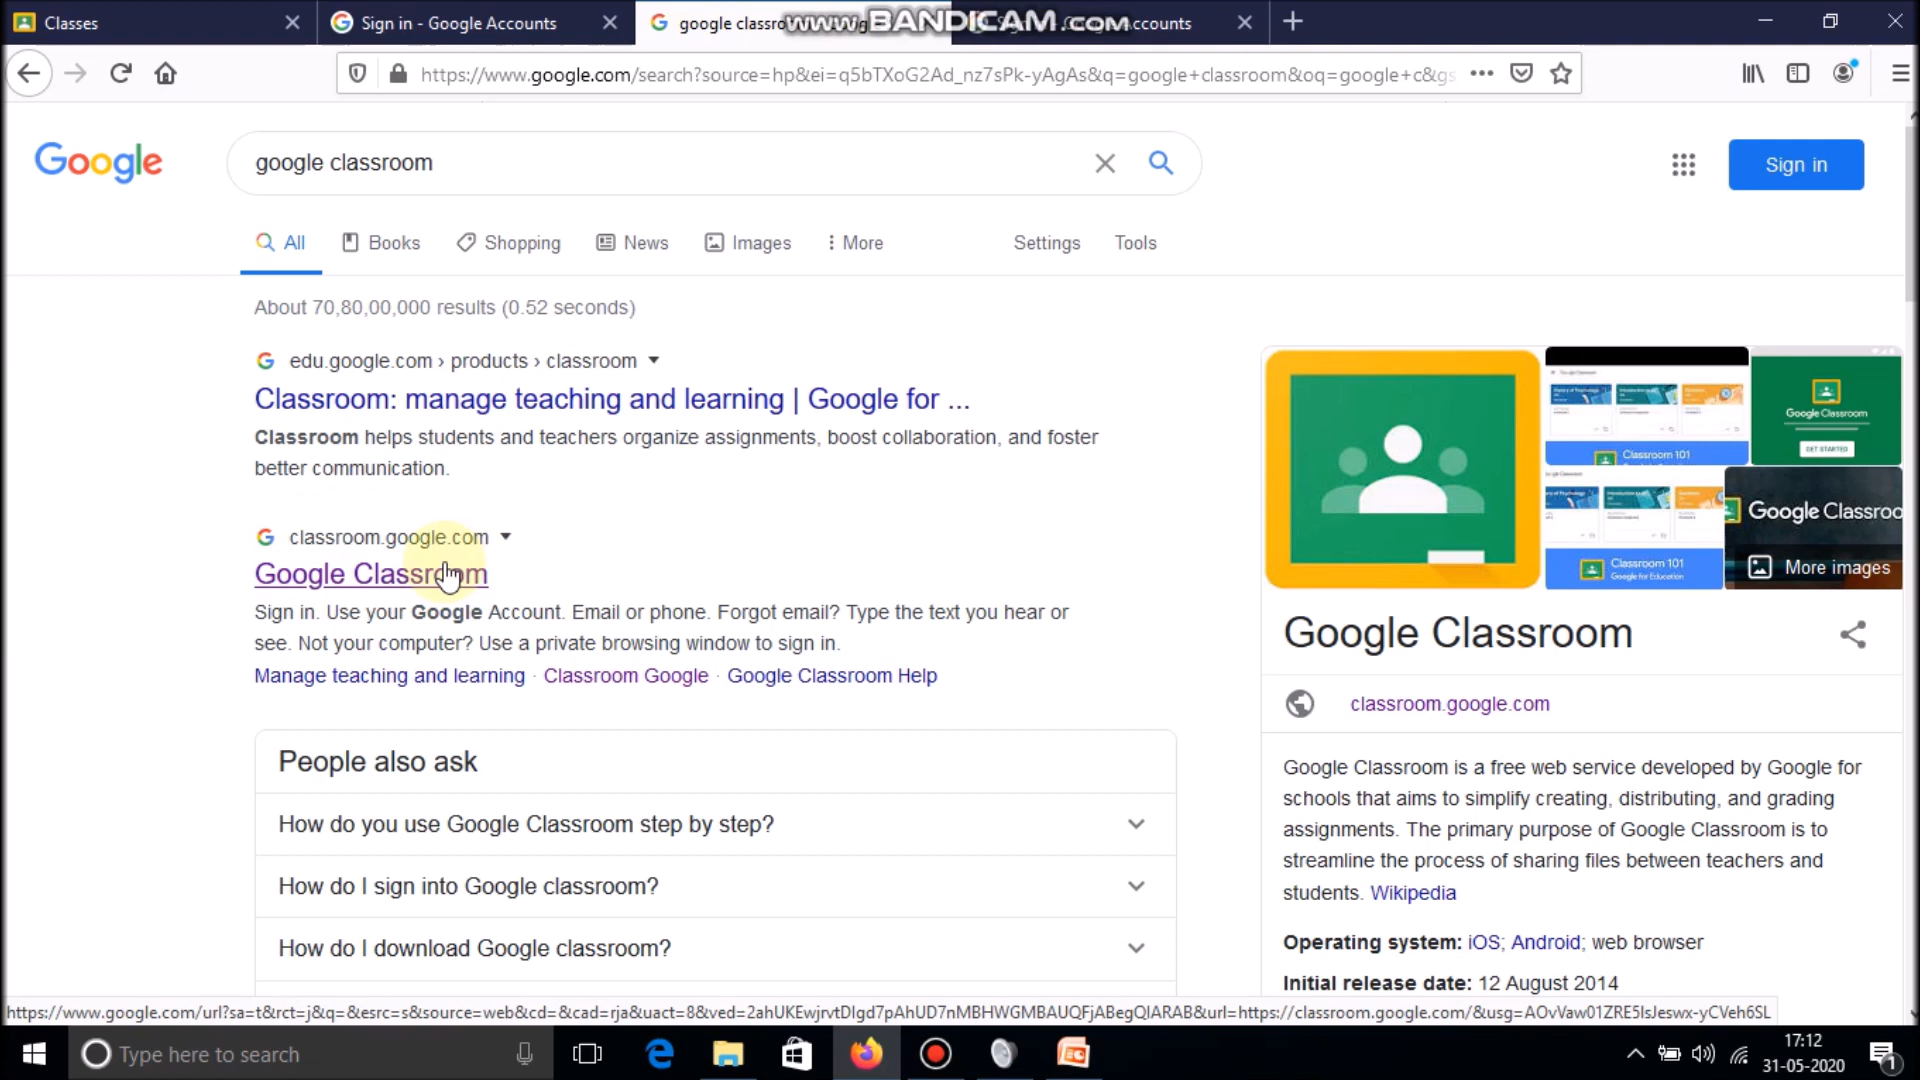 Classes
Sign in - Google Accounts
google classro
www.BANDICAM.com
ccounts
https://www.google.com/search?source=hp&ei=q5bTXoG2Ad_nz7sPk-yAgAs&q=google+classroom&oq=google+c&gs
Google
google classroom
Sign in
All
Books
Shopping
News
Images
More
Settings
Tools
About 70,80,00,000 results (0.52 seconds)
edu.google.com › products › classroom
Classroom: manage teaching and learning | Google for ...
Classroom helps students and teachers organize assignments, boost collaboration, and foster
better communication.
classroom.google.com
Google Classroom
Sign in. Use your Google Account. Email or phone. Forgot email? Type the text you hear or
see. Not your computer? Use a private browsing window to sign in.
Manage teaching and learning · Classroom Google · Google Classroom Help
People also ask
How do you use Google Classroom step by step?
How do I sign into Google classroom?
How do I download Google classroom?
Classroom 101
Google Classroom
GET STARTED
Classroom 101
Google for Education
Google Classroo
More images
Google Classroom
classroom.google.com
Google Classroom is a free web service developed by Google for
schools that aims to simplify creating, distributing, and grading
assignments. The primary purpose of Google Classroom is to
streamline the process of sharing files between teachers and
students. Wikipedia
Operating system: iOS; Android; web browser
Initial release date: 12 August 2014
https://www.google.com/url?sa=t&rct=j&q=&esrc=s&source=web&cd=&cad=rja&uact=8&ved=2ahUKEwjrvtDIgd7pAhUD7nMBHWGMBAUQFjABegQIARAB&url=https://classroom.google.com/&usg=AOvVaw01ZRE5IsJeswx-yCVeh6SL
Type here to search
17:12
31-05-2020
1